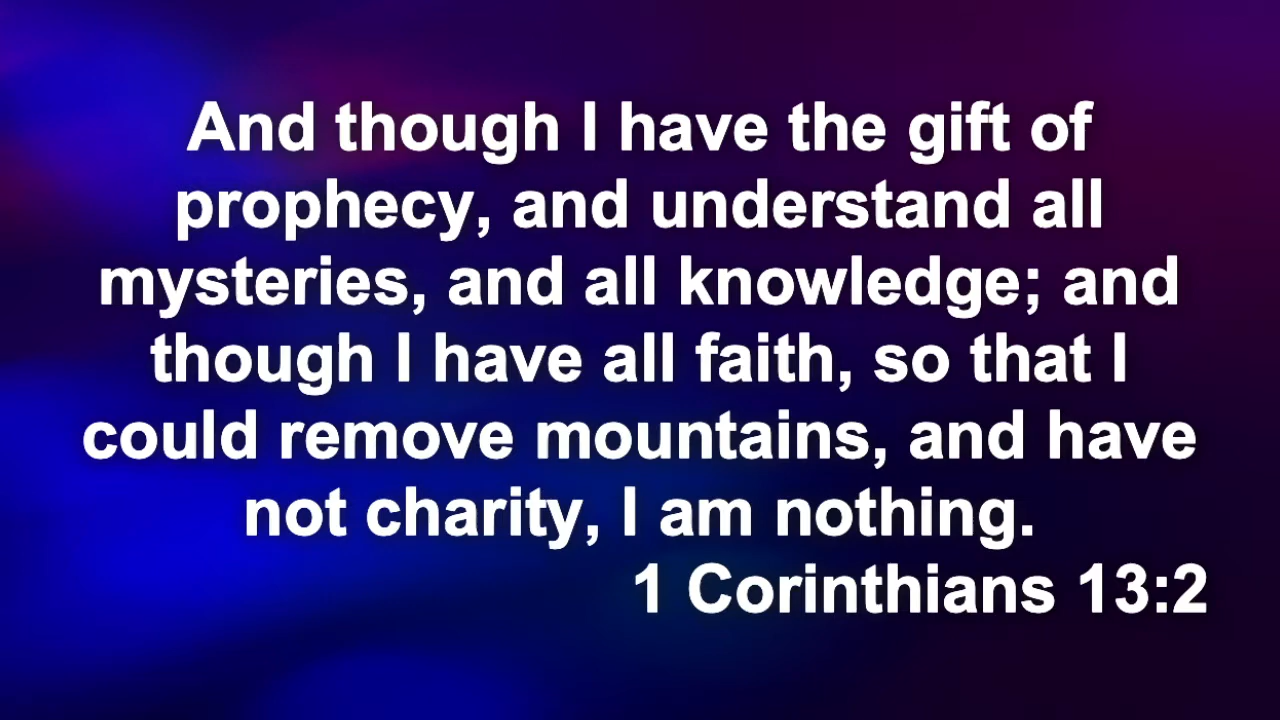 And though I have the gift of
prophecy, and understand all
mysteries, and all knowledge; and
though I have all faith, so that I
could remove mountains, and have
not charity, I am nothing.
1 Corinthians 13:2